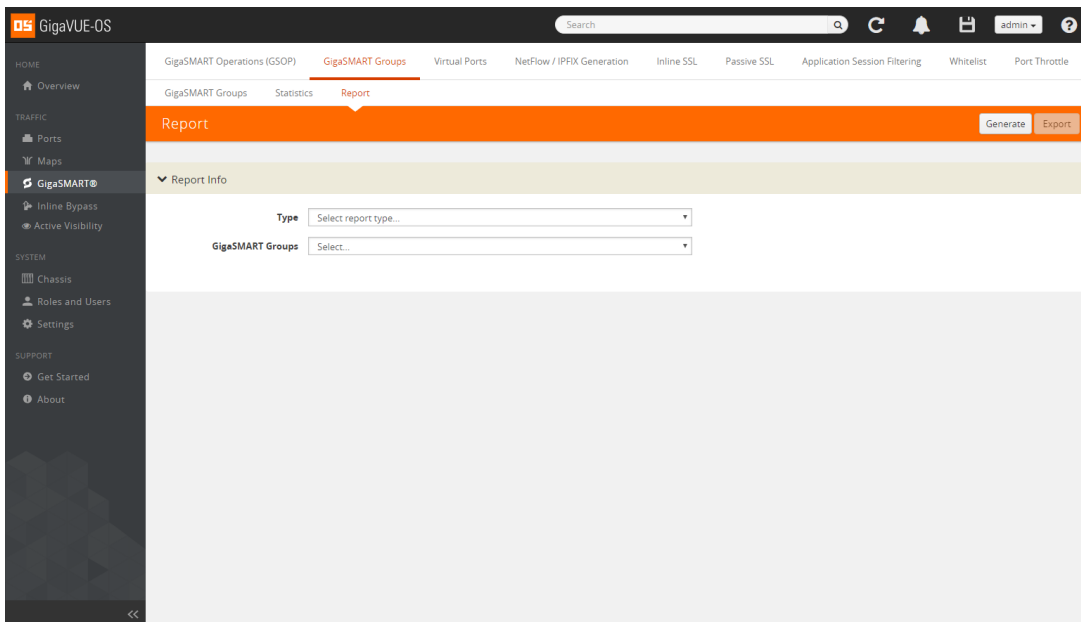 GigaVUE-OS
Search
admin
HOME
Overview
TRAFFIC
Ports
Maps
GigaSMART®
Inline Bypass
Active Visibility
SYSTEM
Chassis
Roles and Users
Settings
SUPPORT
Get Started
About
GigaSMART Operations (GSOP) GigaSMART Groups Virtual Ports NetFlow / IPFIX Generation Inline SSL Passive SSL Application Session Filtering Whitelist Port Throttle
GigaSMART Groups Statistics Report
Report Generate Export
Report Info
Type Select report type...
GigaSMART Groups Select...